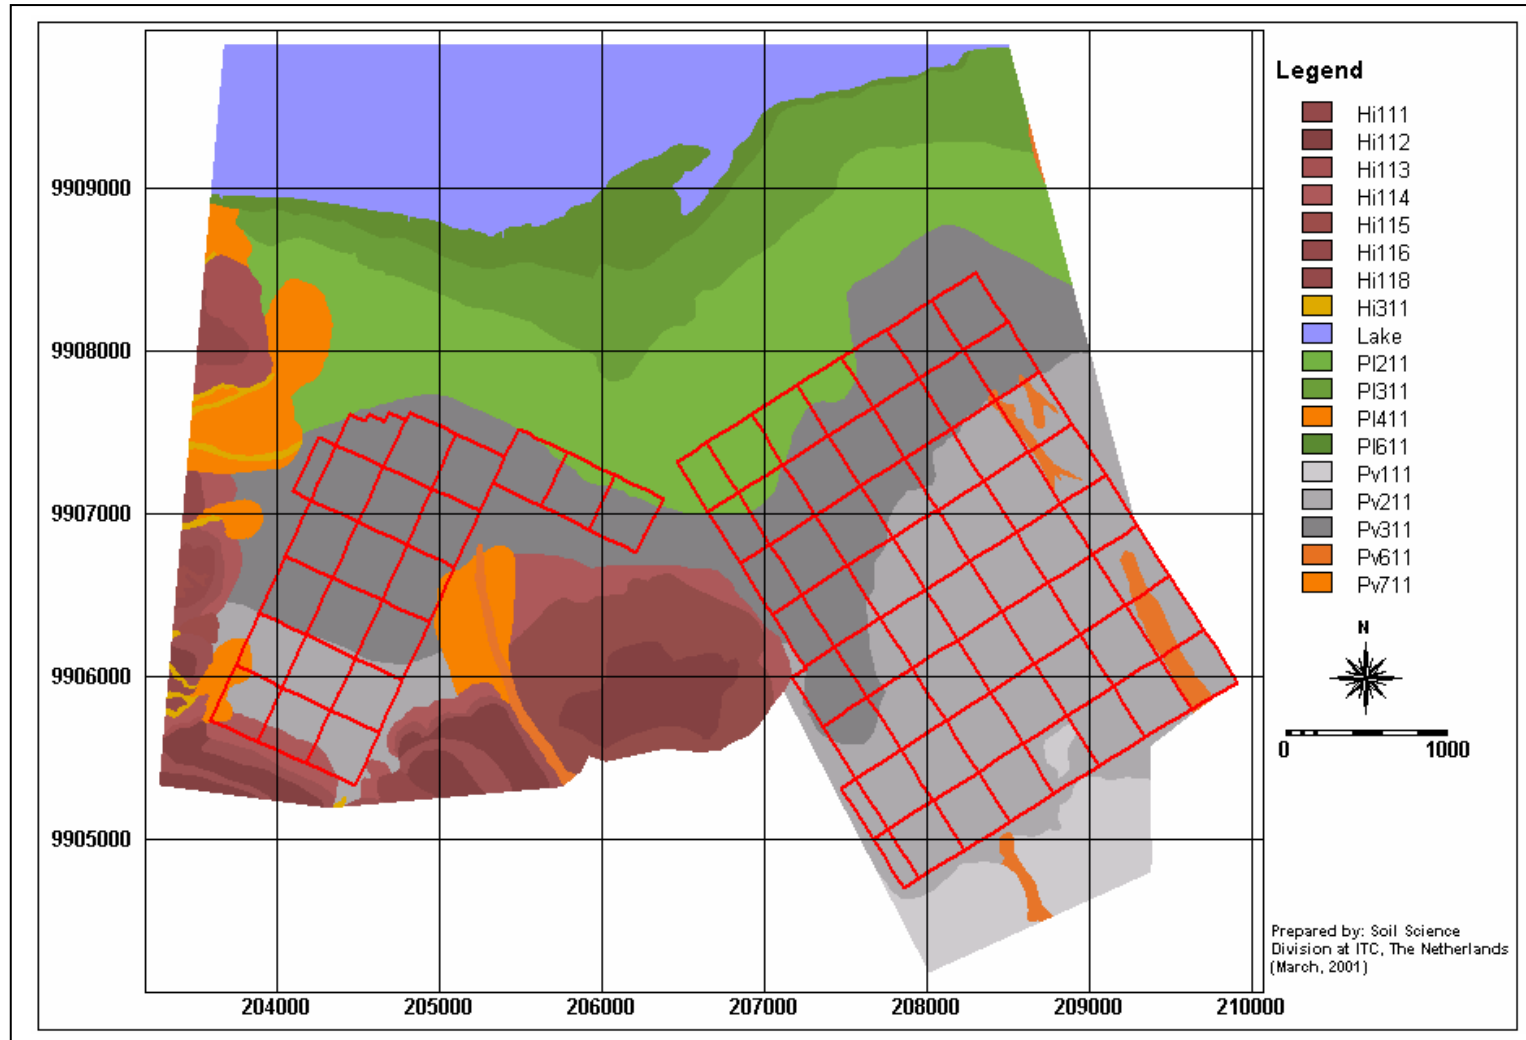 Legend
Hi111
Hi112
Hi113
Hi114
Hi115
Hi116
Hi118
Hi311
Lake
Pl211
Pl311
Pl411
Pl611
Pv111
Pv211
Pv311
Pv611
Pv711
N
0 1000
Prepared by: Soil Science
Division at ITC, The Netherlands
(March, 2001)
9909000
9908000
9907000
9906000
9905000
204000 205000 206000 207000 208000 209000 210000